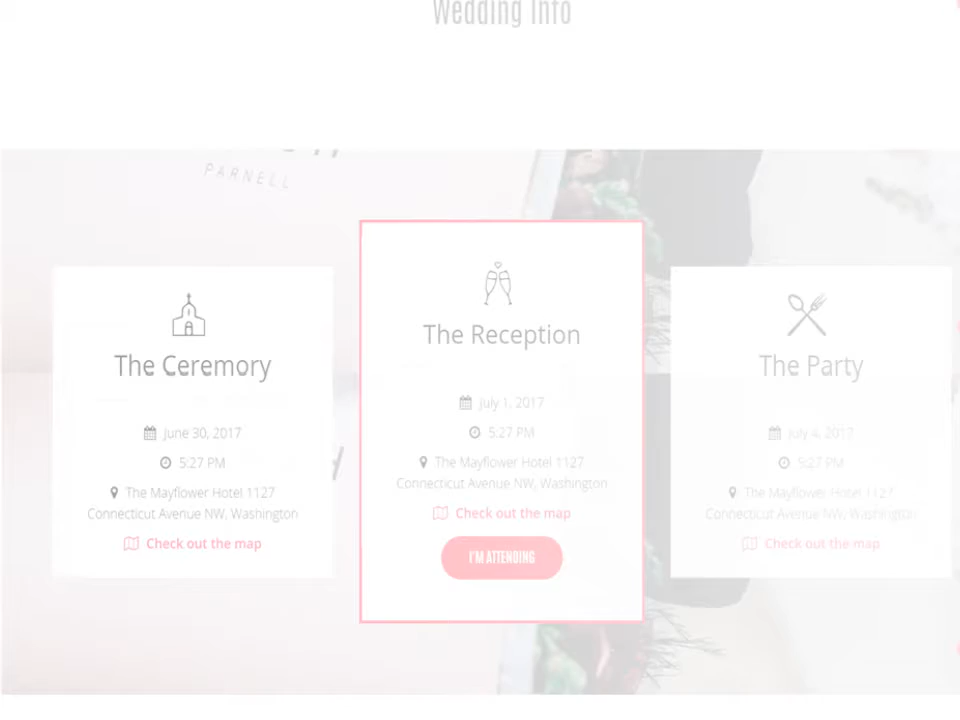 Wedding Info
PARNELL
The Ceremony
June 30, 2017
5:27 PM
The Mayflower Hotel 1127
Connecticut Avenue NW, Washington
Check out the map
The Reception
July 1, 2017
5:27 PM
The Mayflower Hotel 1127
Connecticut Avenue NW, Washington
Check out the map
I'M ATTENDING
The Party
July 4, 2017
5:27 PM
The Mayflower Hotel 1127
Connecticut Avenue NW, Washington
Check out the map